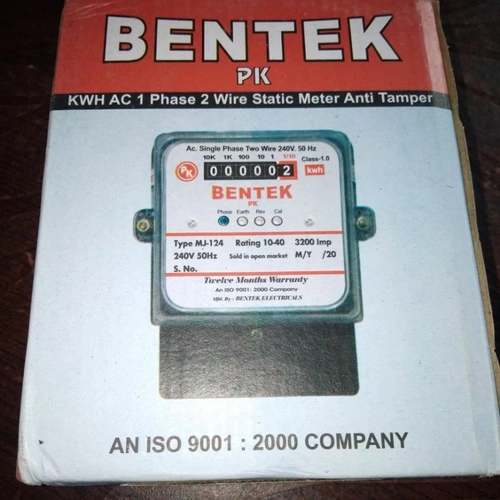 BENTEK
PK
KWH AC 1 Phase 2 Wire Static Meter Anti Tamper
Ac. Single Phase Two Wire 240V. 50 Hz
10K 1K 100 10 1 1/10 Class-1.0
PK 000002 kwh
BENTEK
PK
Phase Earth Rev Cal
Type MJ-124 Rating 10-40 3200 Imp
240V 50Hz Sold in open market M/Y /20
S. No.
Twelve Months Warranty
An ISO 9001: 2000 Company
Mfd. By : BENTEK ELECTRICALS
AN ISO 9001 : 2000 COMPANY